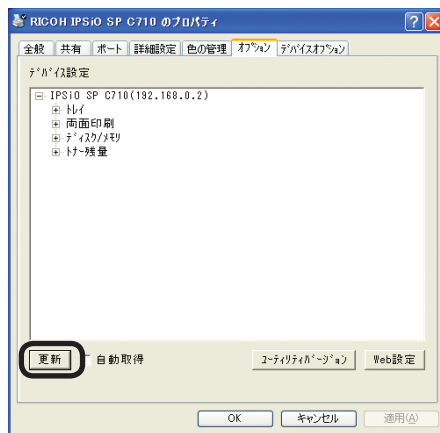 RICOH IPSiO SP C710 のプロパティ
全般 共有 ポート 詳細設定 色の管理 ｵﾌﾟｼｮﾝ ﾃﾞﾊﾞｲｽｵﾌﾟｼｮﾝ
ﾃﾞﾊﾞｲｽ設定
IPSiO SP C710(192.168.0.2)
ﾄﾚｲ
両面印刷
ﾃﾞｨｽｸ/ﾒﾓﾘ
ﾄﾅｰ残量
更新 自動取得 ﾕｰﾃｨﾘﾃｨﾊﾞｰｼﾞｮﾝ Web設定
OK キャンセル 適用(A)